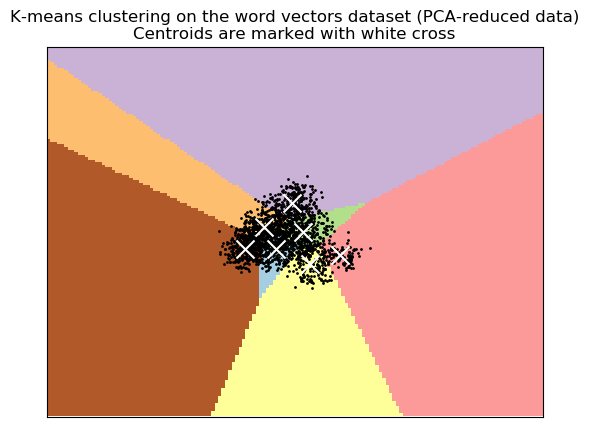 K-means clustering on the word vectors dataset (PCA-reduced data)
Centroids are marked with white cross